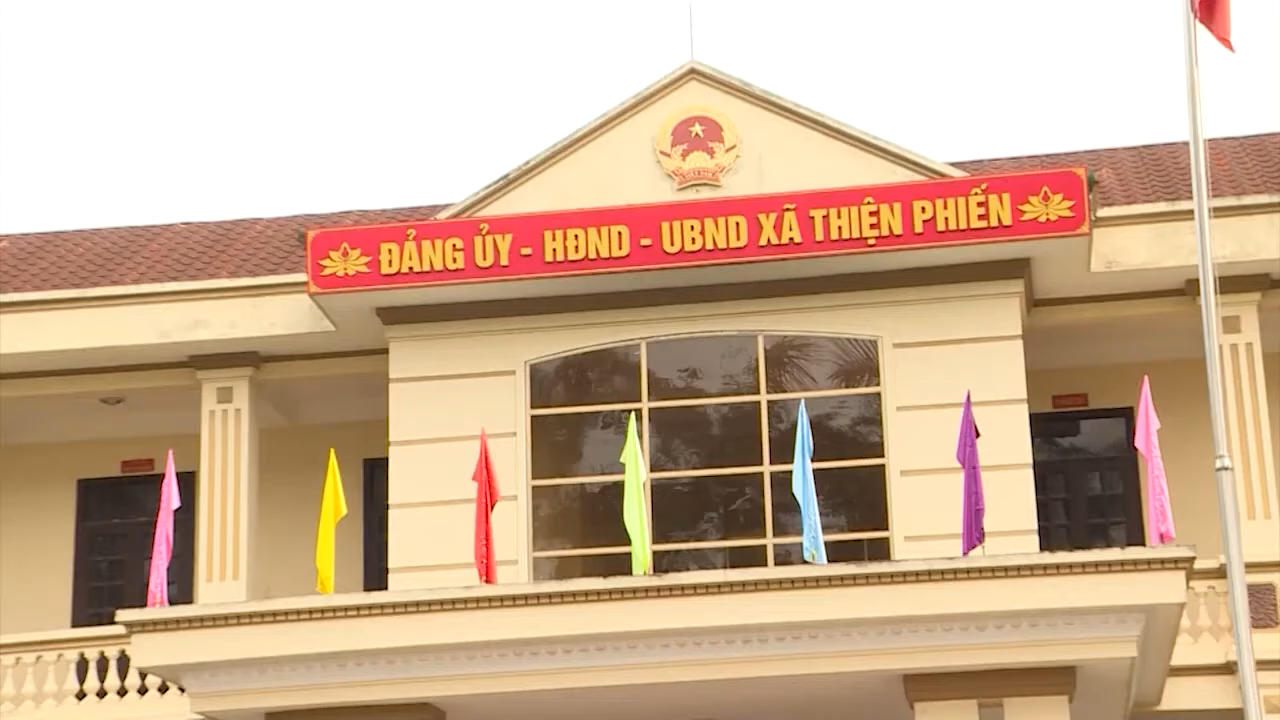 ĐẢNG ỦY - HĐND - UBND XÃ THIỆN PHIẾN